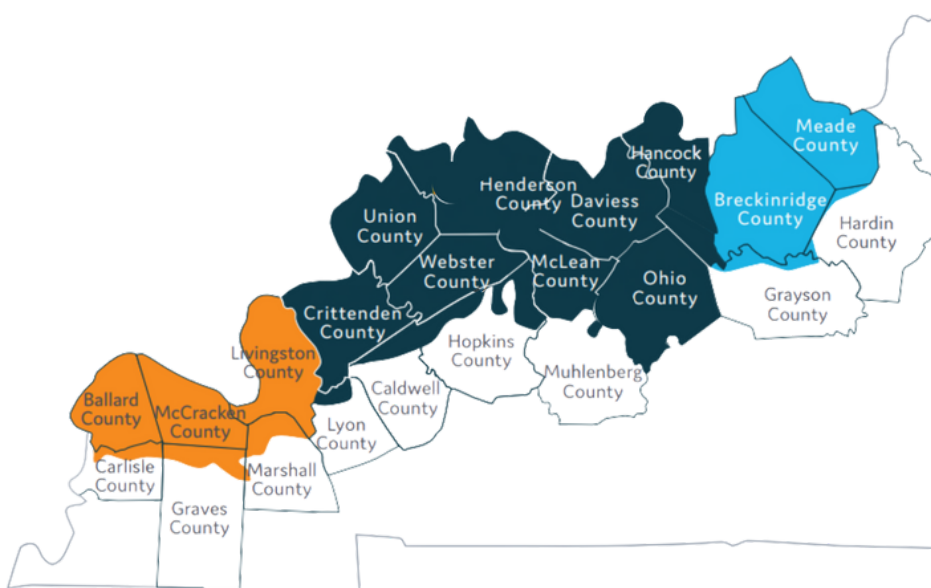 Meade
County
Hancock
County
Breckinridge
County
Henderson
County
Daviess
County
Union
County
Hardin
County
Webster
County
McLean
County
Ohio
County
Grayson
County
Crittenden
County
Livingston
County
Hopkins
County
Muhlenberg
County
Caldwell
County
Ballard
County
McCracken
County
Lyon
County
Carlisle
County
Marshall
County
Graves
County